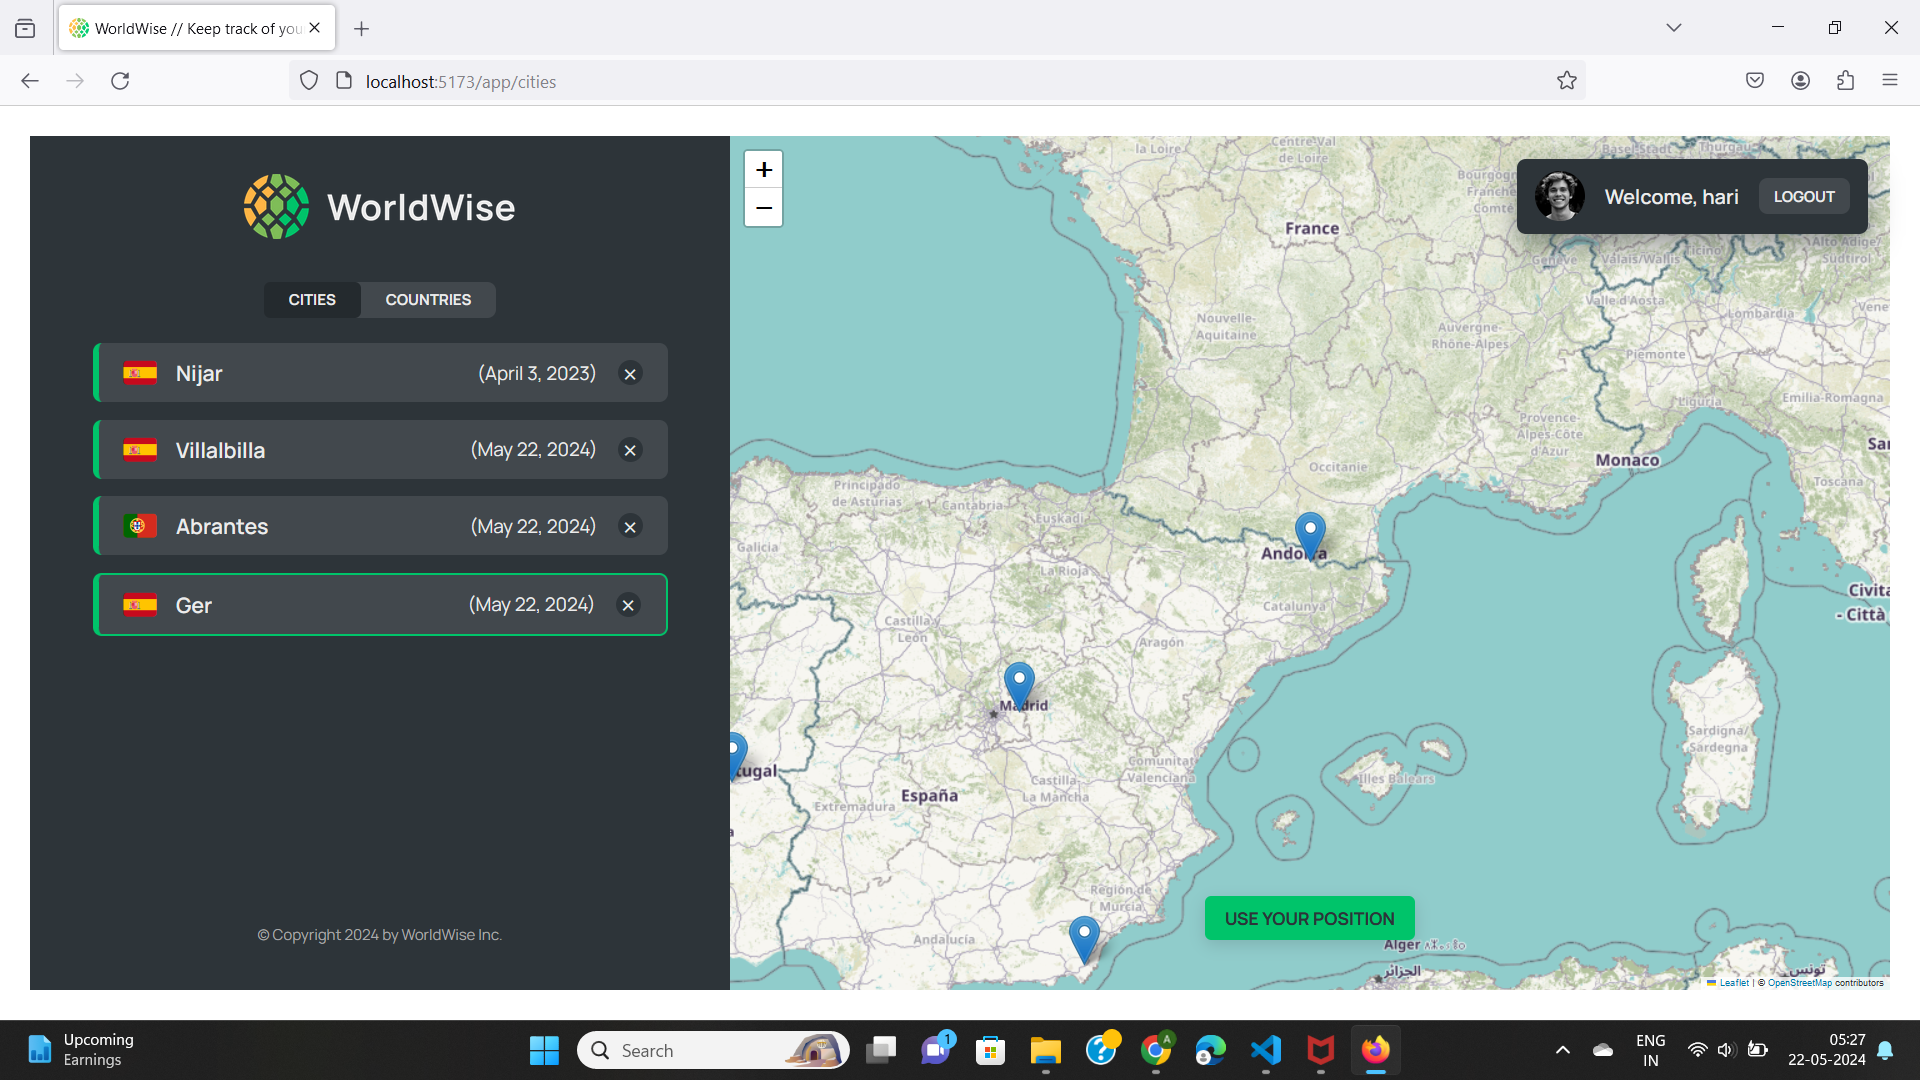 WorldWise // Keep track of you
localhost:5173/app/cities
WorldWise
CITIES
COUNTRIES
Nijar
(April 3, 2023)
Villalbilla
(May 22, 2024)
Abrantes
(May 22, 2024)
Ger
(May 22, 2024)
© Copyright 2024 by WorldWise Inc.
+
−
Welcome, hari
LOGOUT
la Loire
Centre-Val
de Loire
Bourgogne
Franche
Comté
Basel-Stadt
Thurgau
Genève
Valais/Wallis
Ticino
Alto Adige/
Südtirol
France
Valle d'Aosta
Lombardia
Vene
Nouvelle-
Aquitaine
Auvergne-
Rhône-Alpes
Piemonte
Liguria
Emilia-Romagna
Provence-
Alpes-Côte
d'Azur
Monaco
Sa
Occitanie
Toscana
Principado
de Asturias
Cantabria
Euskadi
Galicia
La Rioja
Andorra
Civita
- Città
Castilla y
León
Aragón
Catalunya
Madrid
tugal
Comunitat
Valenciana
Castilla-
La Mancha
Extremadura
España
Illes Balears
Sardigna/
Sardegna
a
Región de
Murcia
Andalucía
USE YOUR POSITION
Alger
الجزائر
تونس
Leaflet | © OpenStreetMap contributors
Upcoming
Earnings
Search
1
A
ENG
IN
05:27
22-05-2024